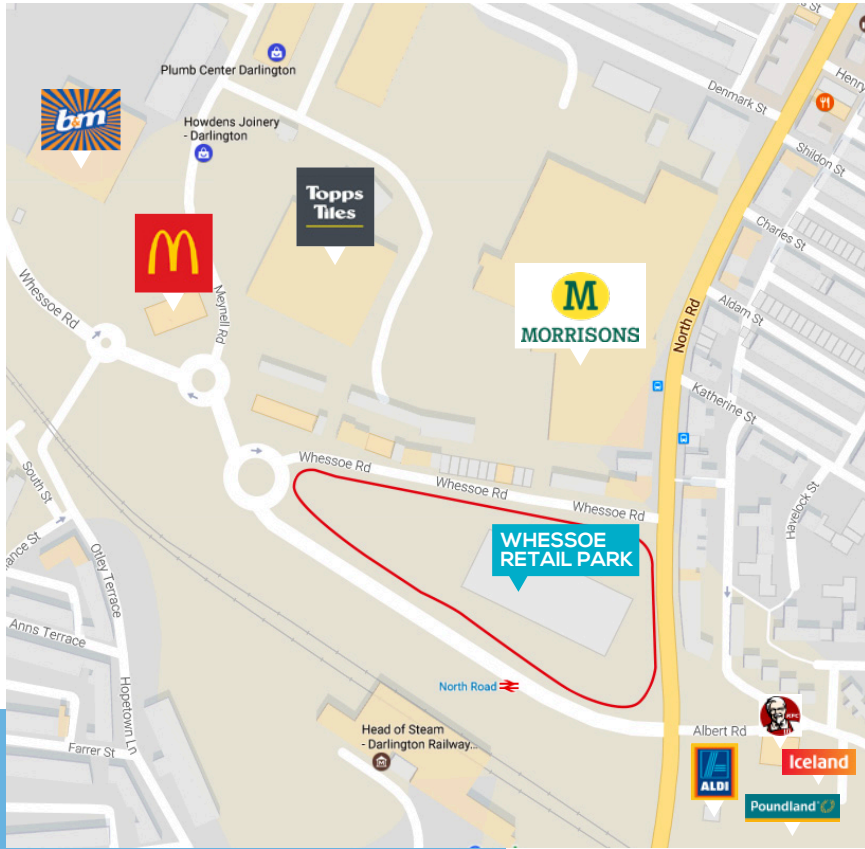 Plumb Center Darlington
b&m
Howdens Joinery
- Darlington
Topps
Tiles
Denmark St
Henry
Shildon St
Charles St
Aldam St
Whessoe Rd
Meynell Rd
M
MORRISONS
North Rd
Katherine St
Whessoe Rd
Whessoe Rd
Whessoe Rd
Havelock St
South St
ance St
Otley Terrace
WHESSOE
RETAIL PARK
Anns Terrace
Hopetown Ln
North Road
Farrer St
Head of Steam
- Darlington Railway...
Albert Rd
KFC
ALDI
Iceland
Poundland